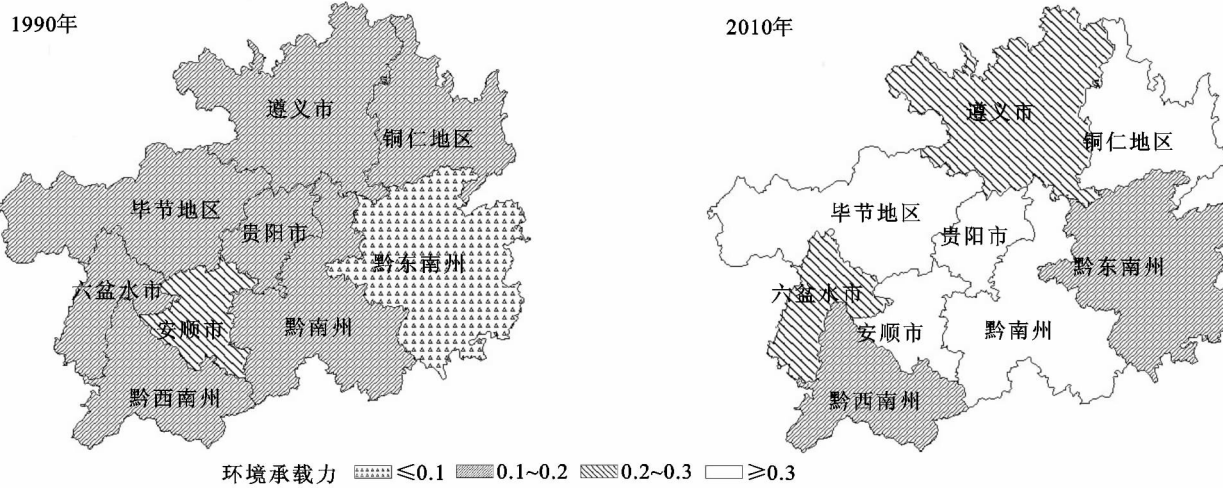 1990年
遵义市
铜仁地区
毕节地区
贵阳市
黔东南州
六盆水市
安顺市
黔南州
黔西南州
2010年
遵义市
铜仁地区
毕节地区
贵阳市
黔东南州
六盆水市
安顺市
黔南州
黔西南州
环境承载力 ≤0.1 0.1~0.2 0.2~0.3 ≥0.3